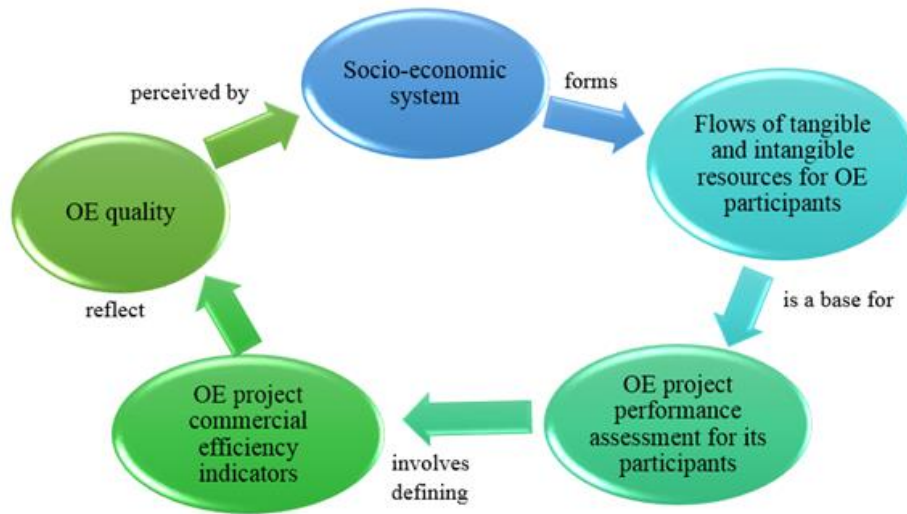 Socio-economic
system
forms
Flows of tangible
and intangible
resources for OE
participants
is a base for
OE project
performance
assessment for its
participants
involves
defining
OE project
commercial
efficiency
indicators
reflect
OE quality
perceived by